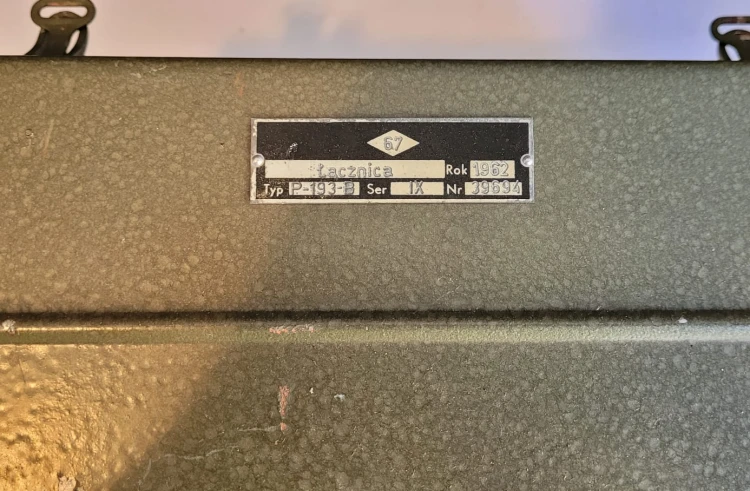 67
Łącznica Rok 1962
Typ P-193-B Ser IX Nr 39694